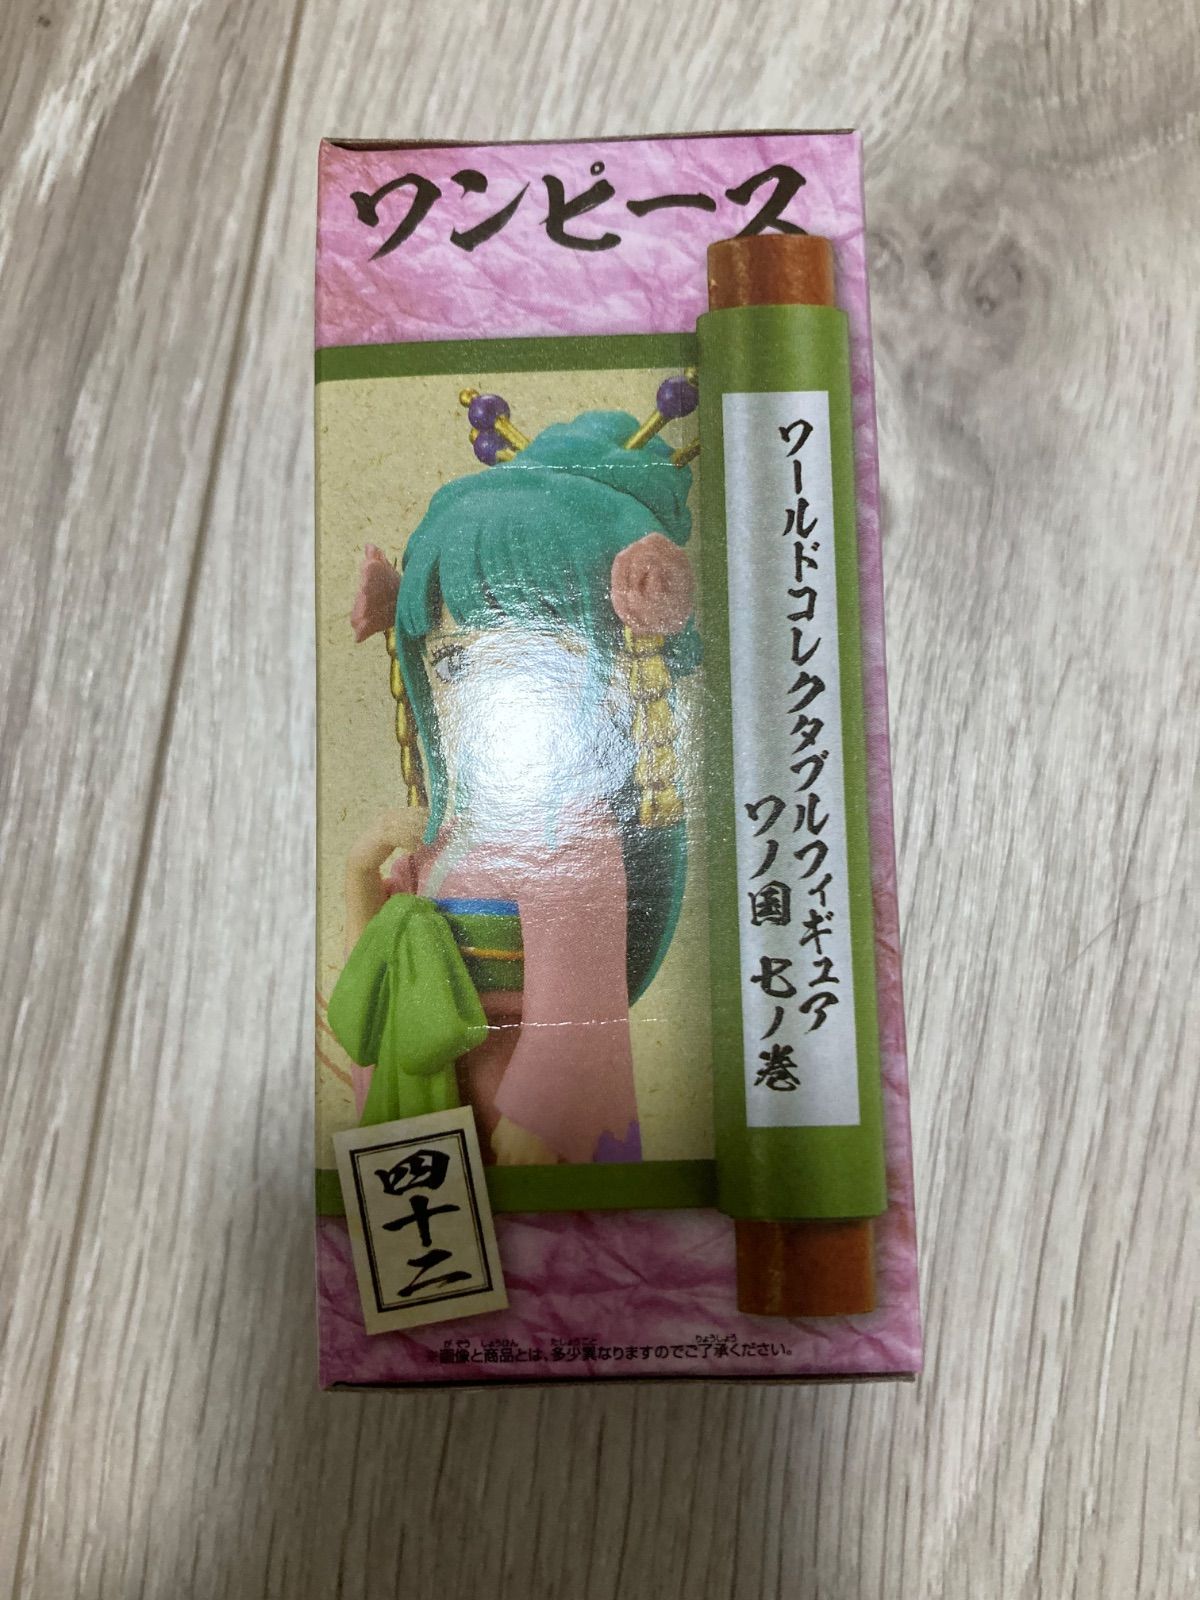 ワンピース
ワールドコレクタブルフィギュア
ワノ国 七ノ巻
四十二
※画像と商品とは、多少異なりますのでご了承ください。